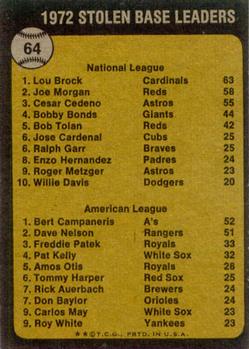 1972 STOLEN BASE LEADERS
64
National League
1. Lou Brock Cardinals 63
2. Joe Morgan Reds 58
3. Cesar Cedeno Astros 55
4. Bobby Bonds Giants 44
5. Bob Tolan Reds 42
6. Jose Cardenal Cubs 25
6. Ralph Garr Braves 25
8. Enzo Hernandez Padres 24
9. Roger Metzger Astros 23
10. Willie Davis Dodgers 20
American League
1. Bert Campaneris A's 52
2. Dave Nelson Rangers 51
3. Freddie Patek Royals 33
4. Pat Kelly White Sox 32
5. Amos Otis Royals 28
6. Tommy Harper Red Sox 25
7. Rick Auerbach Brewers 24
7. Don Baylor Orioles 24
9. Carlos May White Sox 23
9. Roy White Yankees 23
★★©T.C.G., PRTD. IN U.S.A.